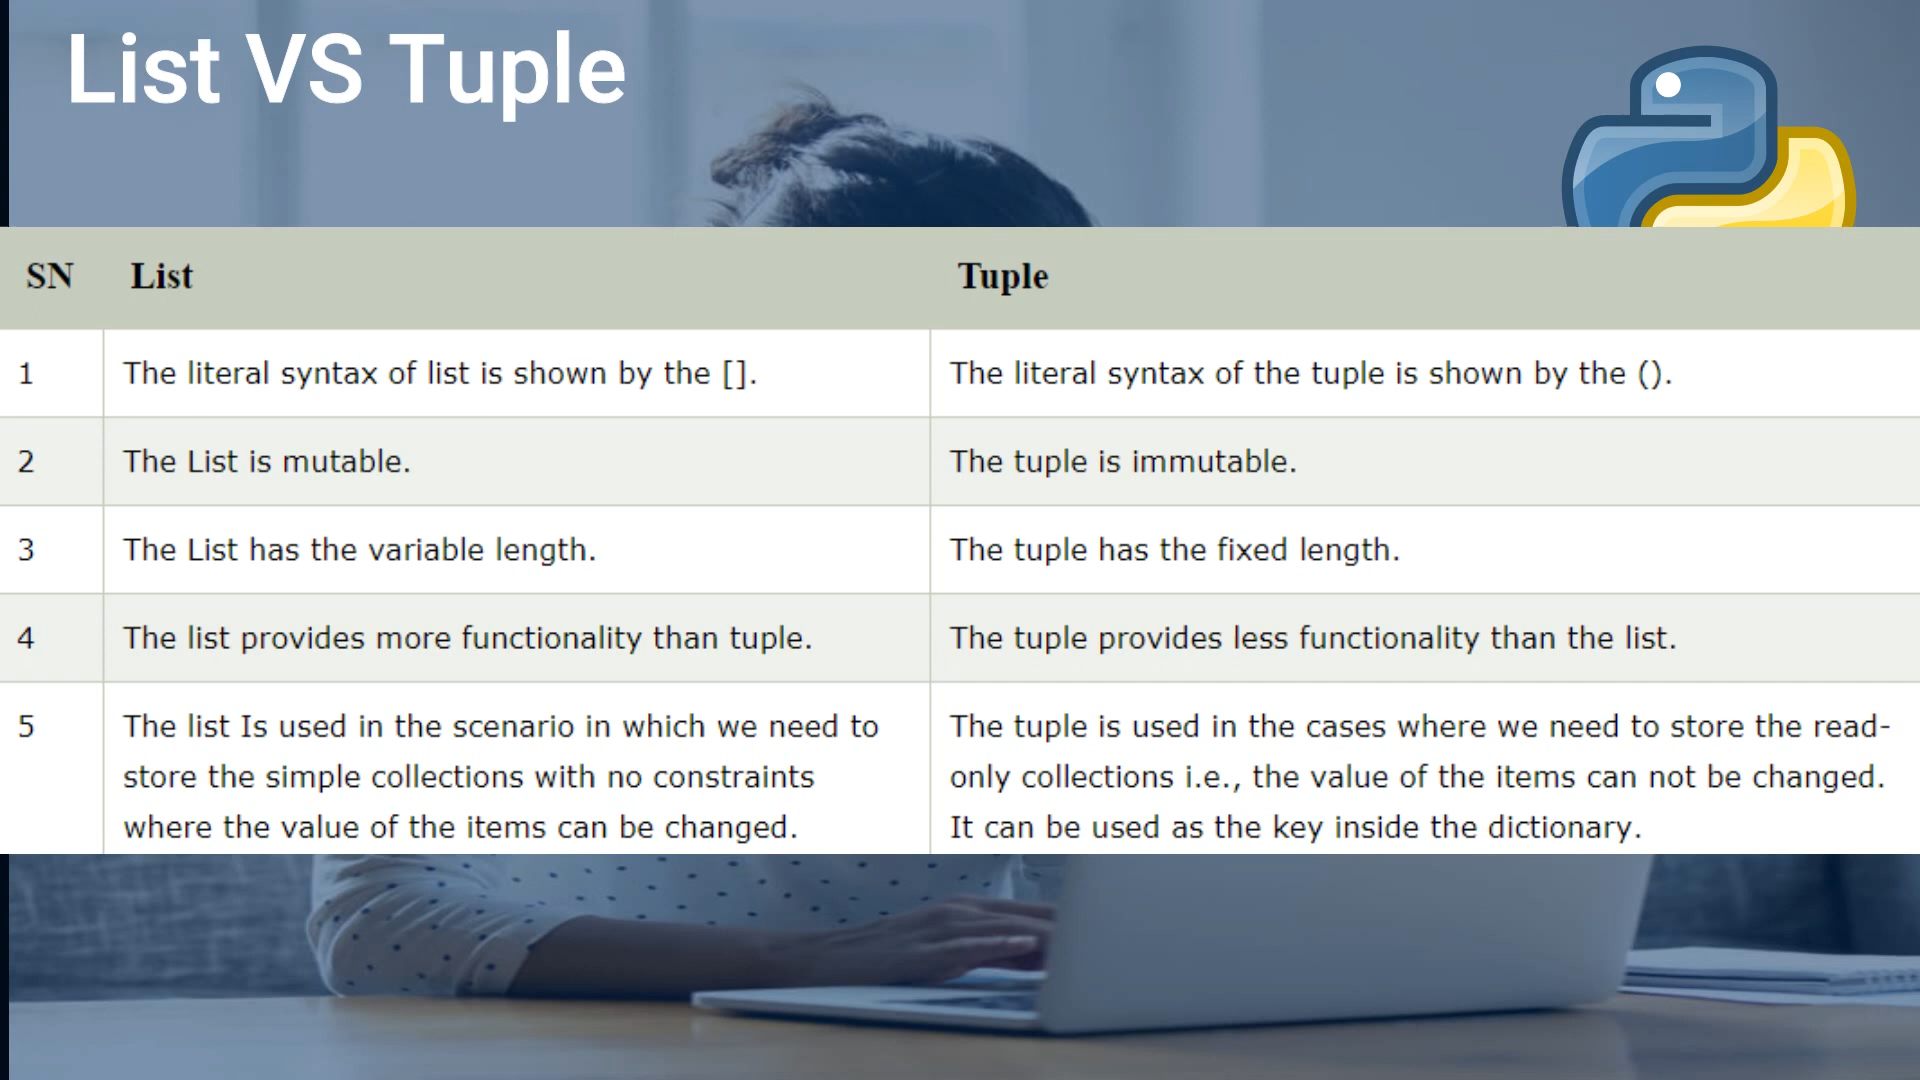 List VS Tuple
SN List Tuple
1 The literal syntax of list is shown by the []. The literal syntax of the tuple is shown by the ().
2 The List is mutable. The tuple is immutable.
3 The List has the variable length. The tuple has the fixed length.
4 The list provides more functionality than tuple. The tuple provides less functionality than the list.
5 The list Is used in the scenario in which we need to
store the simple collections with no constraints
where the value of the items can be changed.
The tuple is used in the cases where we need to store the read-
only collections i.e., the value of the items can not be changed.
It can be used as the key inside the dictionary.